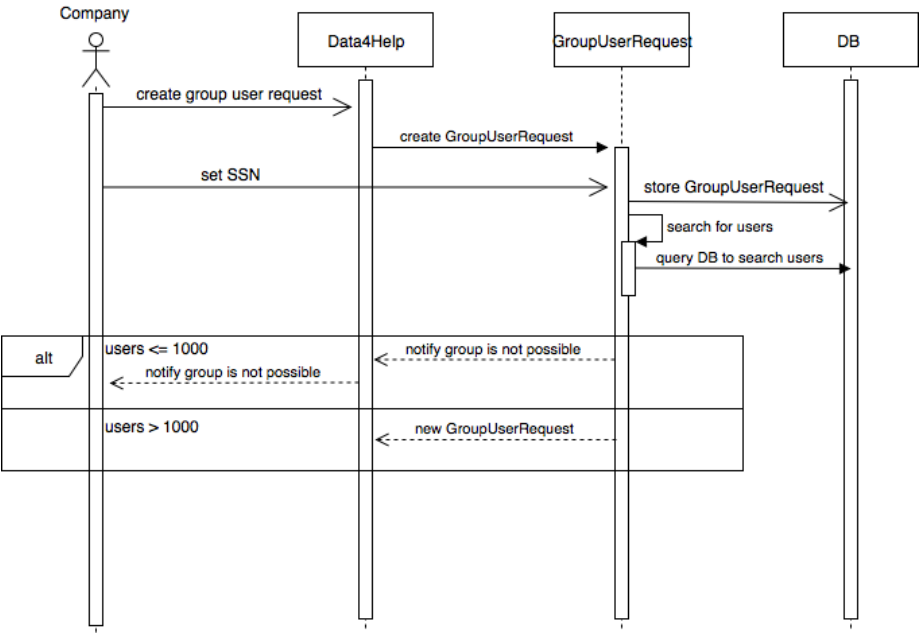 Company
Data4Help
GroupUserRequest
DB
create group user request
create GroupUserRequest
set SSN
store GroupUserRequest
search for users
query DB to search users
alt
users <= 1000
notify group is not possible
notify group is not possible
users > 1000
new GroupUserRequest